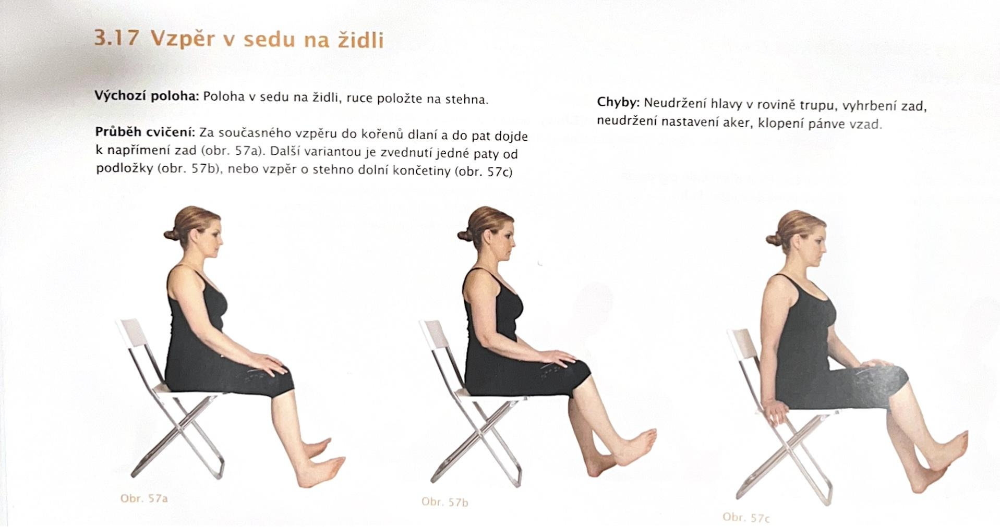 3.17 Vzpěr v sedu na židli
Výchozí poloha: Poloha v sedu na židli, ruce položte na stehna.
Průběh cvičení: Za současného vzpěru do kořenů dlaní a do pat dojde
k napřímení zad (obr. 57a). Další variantou je zvednutí jedné paty od
podložky (obr. 57b), nebo vzpěr o stehno dolní končetiny (obr. 57c)
Chyby: Neudržení hlavy v rovině trupu, vyhrbení zad,
neudržení nastavení aker, klopení pánve vzad.
Obr. 57a
Obr. 57b
Obr. 57c